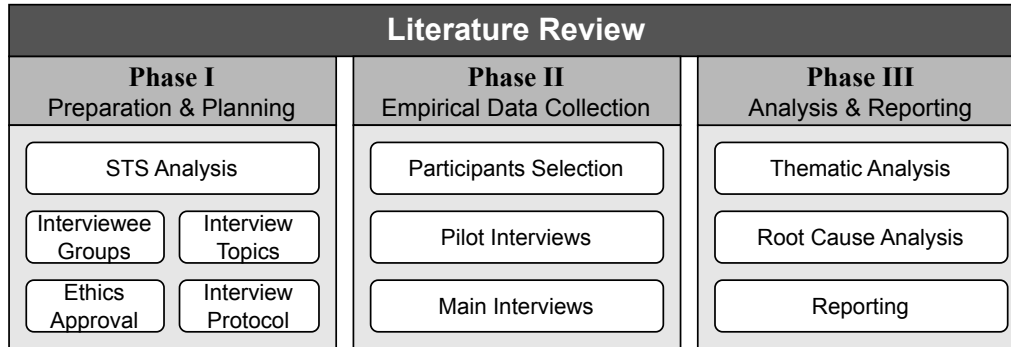 Literature Review
Phase I
Preparation & Planning
STS Analysis
Interviewee
Groups
Interview
Topics
Ethics
Approval
Interview
Protocol
Phase II
Empirical Data Collection
Participants Selection
Pilot Interviews
Main Interviews
Phase III
Analysis & Reporting
Thematic Analysis
Root Cause Analysis
Reporting